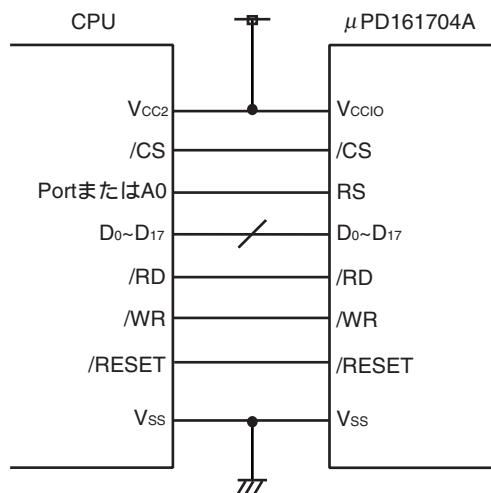 CPU
μPD161704A
VCC2
VCCIO
/CS
/CS
PortまたはA0
RS
D0~D17
D0~D17
/RD
/RD
/WR
/WR
/RESET
/RESET
VSS
VSS